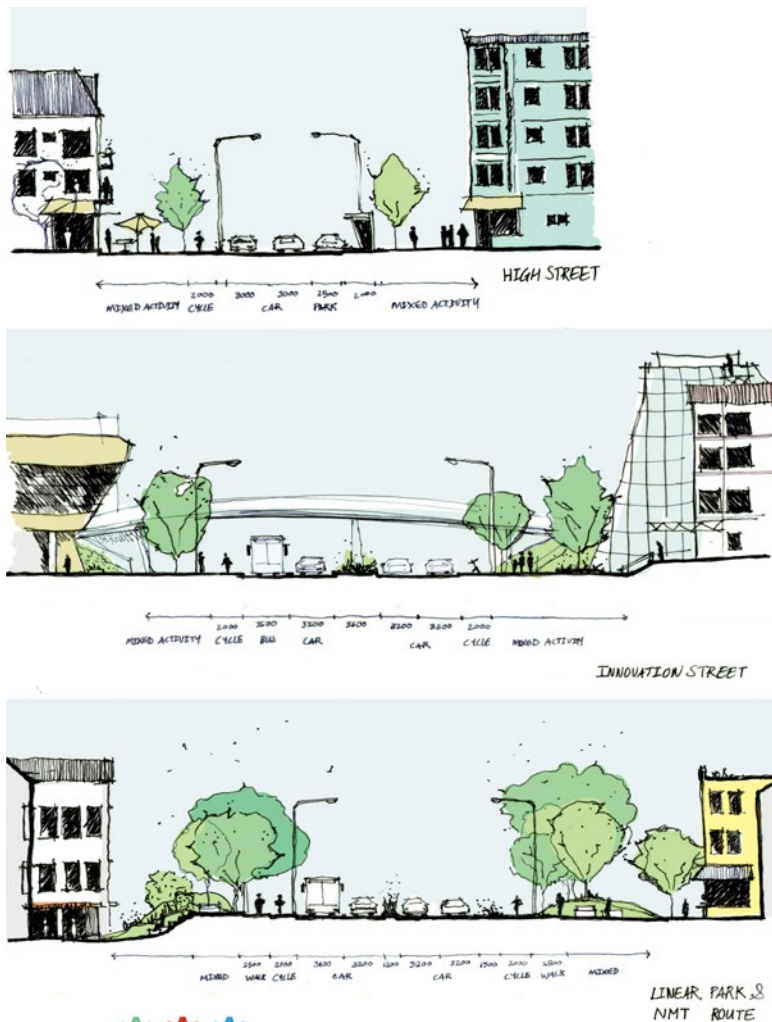 2000 3000 3000 2500 2000
MIXED ACTIVITY CYCLE CAR PARK MIXED ACTIVITY
HIGH STREET
2000 3600 3200 3600 3200 3200 2000
MIXED ACTIVITY CYCLE BUS CAR CAR CYCLE MIXED ACTIVITY
INNOVATION STREET
2500 2000 3600 3200 1200 3200 3200 1500 2000 2500
MIXED WALK CYCLE CAR CAR CYCLE WALK MIXED
LINEAR PARK &
NMT ROUTE